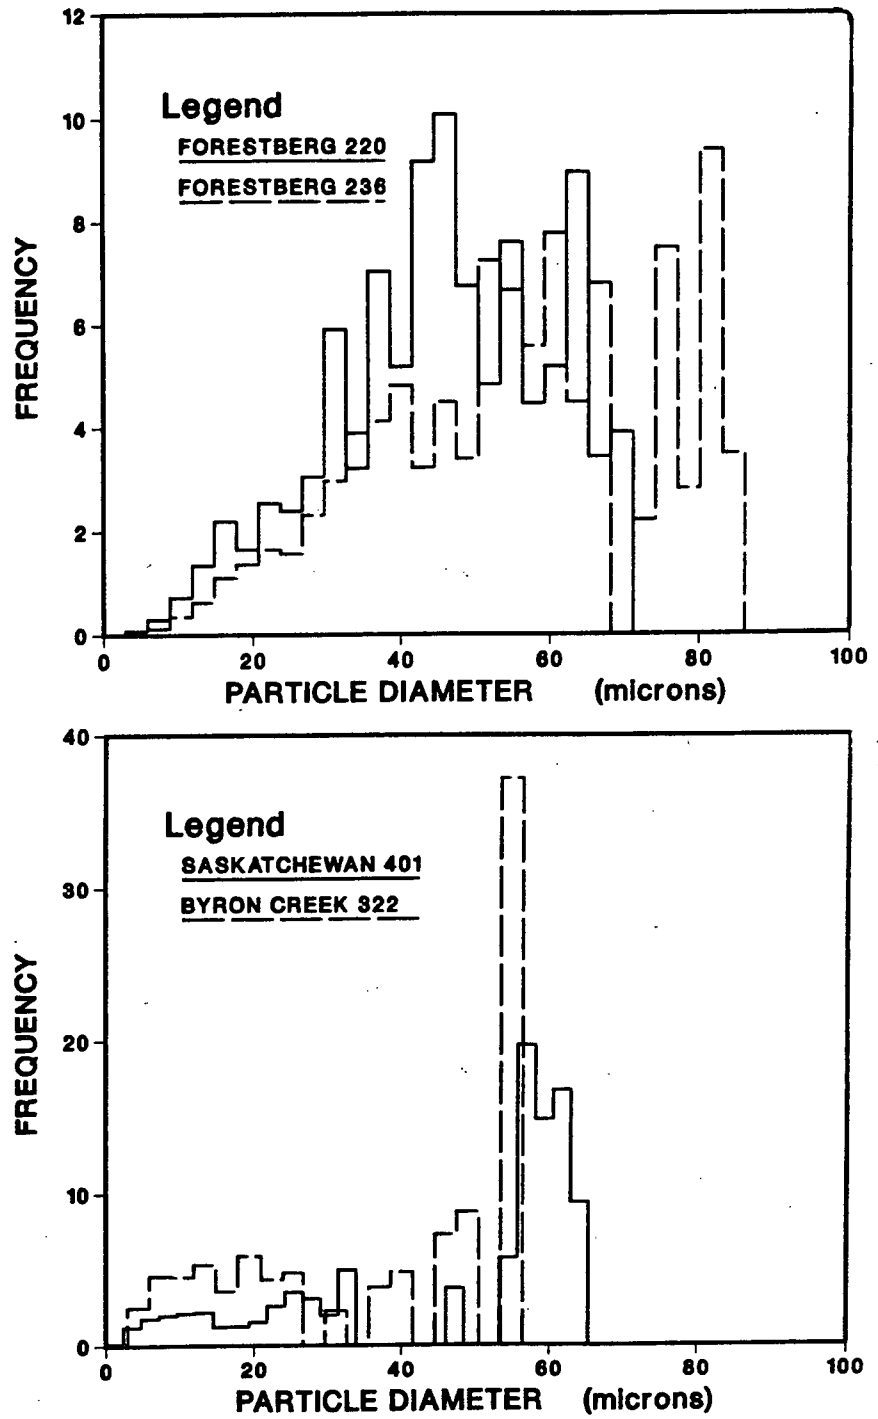 12
Legend
10
FORESTBERG 220
FORESTBERG 236
8
FREQUENCY
6
4
2
0
0 20 40 60 80 100
PARTICLE DIAMETER (microns)
40
Legend
SASKATCHEWAN 401
30
BYRON CREEK 322
FREQUENCY
20
10
0
0 20 40 60 80 100
PARTICLE DIAMETER (microns)